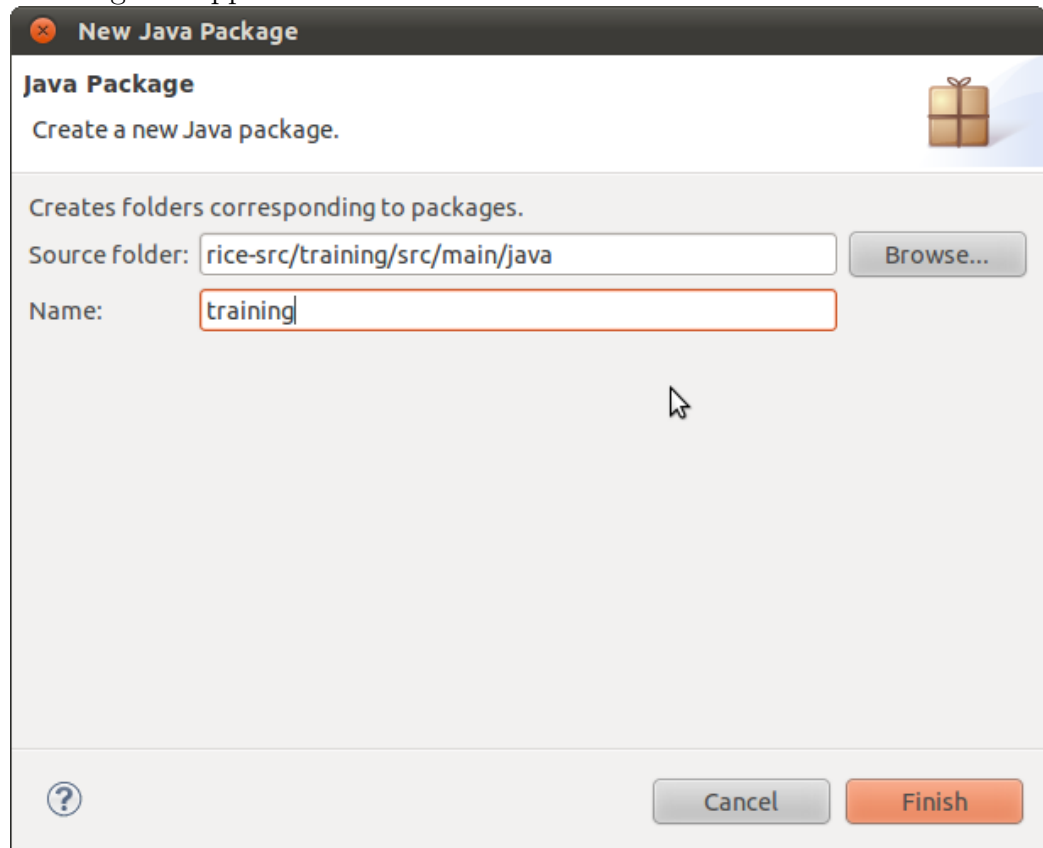 New Java Package
Java Package
Create a new Java package.
Creates folders corresponding to packages.
Source folder: rice-src/training/src/main/java Browse...
Name: training
? Cancel Finish